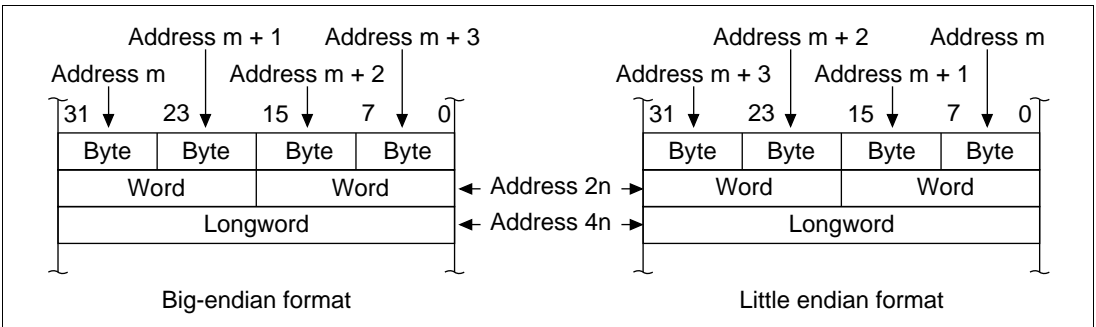 Address m + 1 Address m + 3
Address m Address m + 2
31 23 15 7 0
Byte Byte Byte Byte
Word Word
Longword
Big-endian format
Address 2n
Address 4n
Address m + 2 Address m
Address m + 3 Address m + 1
31 23 15 7 0
Byte Byte Byte Byte
Word Word
Longword
Little endian format